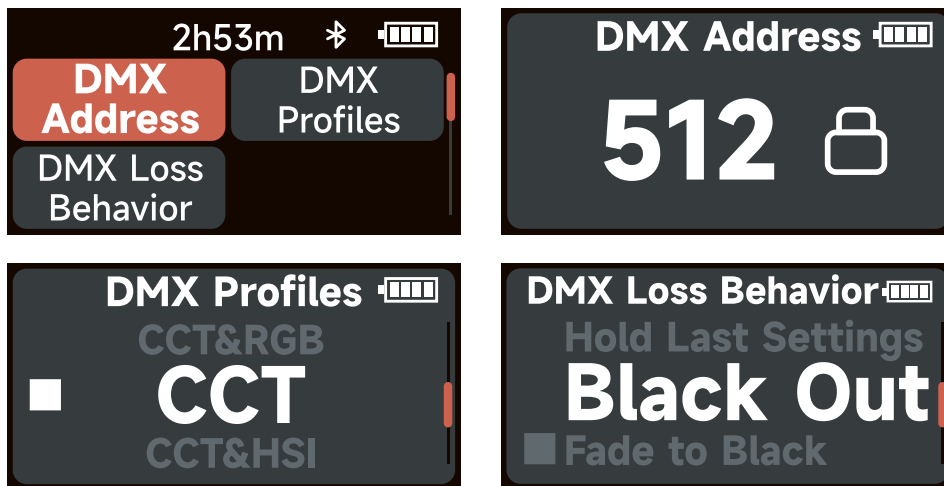 2h53m
DMX
Address
DMX
Profiles
DMX Loss
Behavior
DMX Address
512
DMX Profiles
CCT&RGB
CCT
CCT&HSI
DMX Loss Behavior
Hold Last Settings
Black Out
Fade to Black